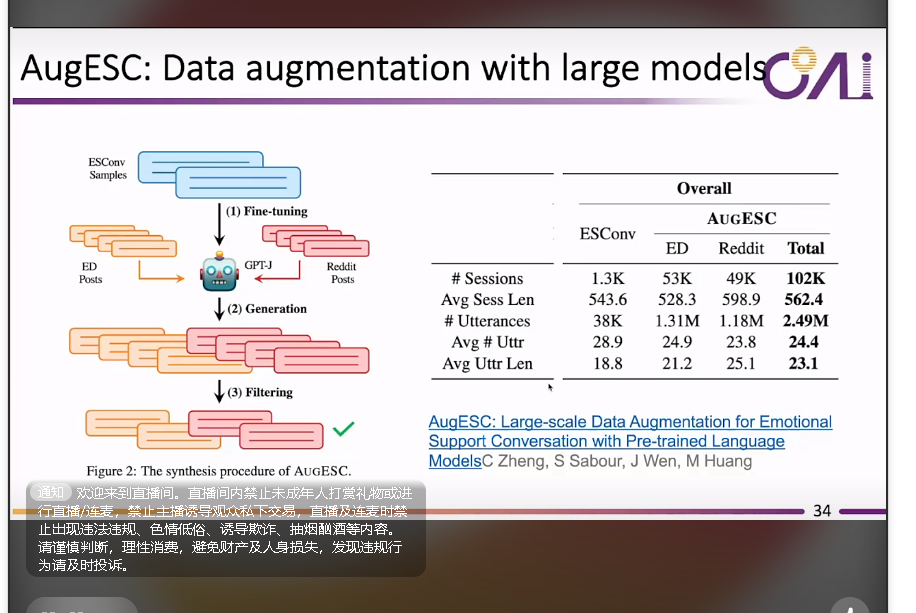 AugESC: Data augmentation with large models
OAi
ESConv
Samples
(1) Fine-tuning
ED
Posts
GPT-J
Reddit
Posts
(2) Generation
(3) Filtering
Figure 2: The synthesis procedure of AUGESC.
Overall
ESConv
AUGESC
ED Reddit Total
# Sessions 1.3K 53K 49K 102K
Avg Sess Len 543.6 528.3 598.9 562.4
# Utterances 38K 1.31M 1.18M 2.49M
Avg # Uttr 28.9 24.9 23.8 24.4
Avg Uttr Len 18.8 21.2 25.1 23.1
AugESC: Large-scale Data Augmentation for Emotional
Support Conversation with Pre-trained Language
ModelsC Zheng, S Sabour, J Wen, M Huang
34
通知 欢迎来到直播间。直播间内禁止未成年人打赏礼物或进
行直播/连麦，禁止主播诱导观众私下交易，直播及连麦时禁
止出现违法违规、色情低俗、诱导欺诈、抽烟酗酒等内容。
请谨慎判断，理性消费，避免财产及人身损失，发现违规行
为请及时投诉。